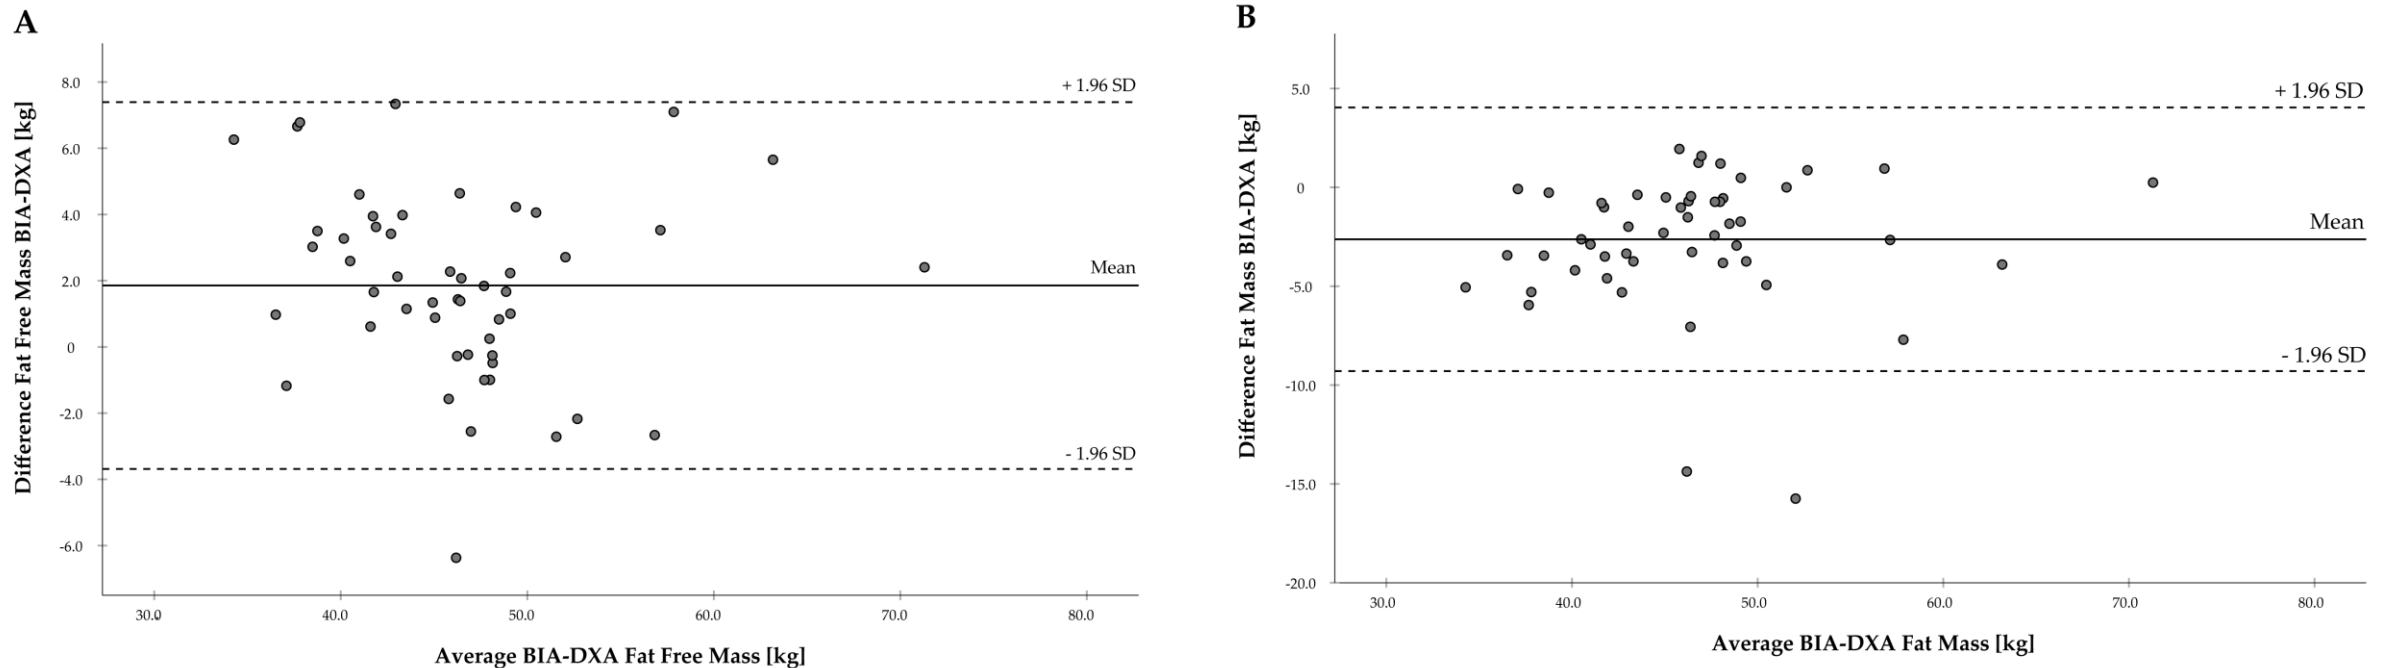 A
Difference Fat Free Mass BIA-DXA [kg]
8.0
6.0
4.0
2.0
0
-2.0
-4.0
-6.0
+ 1.96 SD
Mean
- 1.96 SD
30.0
40.0
50.0
60.0
70.0
80.0
Average BIA-DXA Fat Free Mass [kg]
B
Difference Fat Mass BIA-DXA [kg]
5.0
0
-5.0
-10.0
-15.0
-20.0
+ 1.96 SD
Mean
- 1.96 SD
30.0
40.0
50.0
60.0
70.0
80.0
Average BIA-DXA Fat Mass [kg]